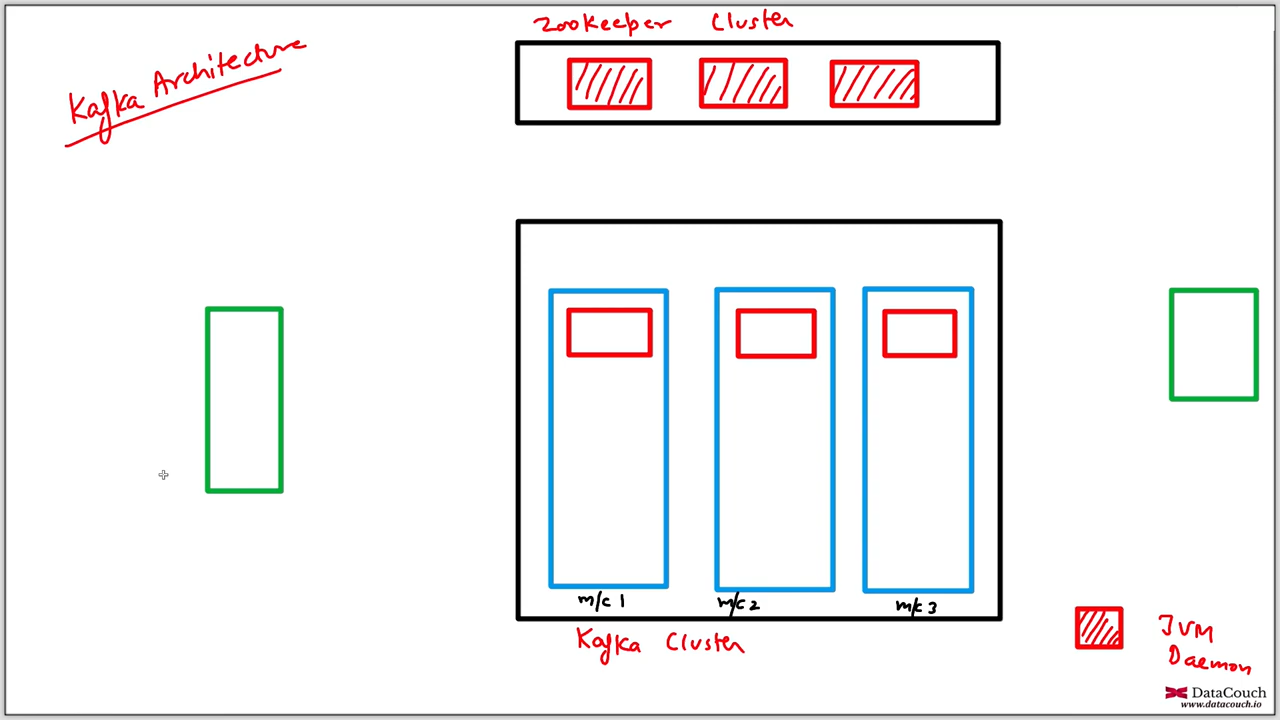 Zookeeper Cluster
Kafka Architecture
m/c 1
m/c 2
m/c 3
Kafka Cluster
JVM
Daemon
DataCouch
www.datacouch.io